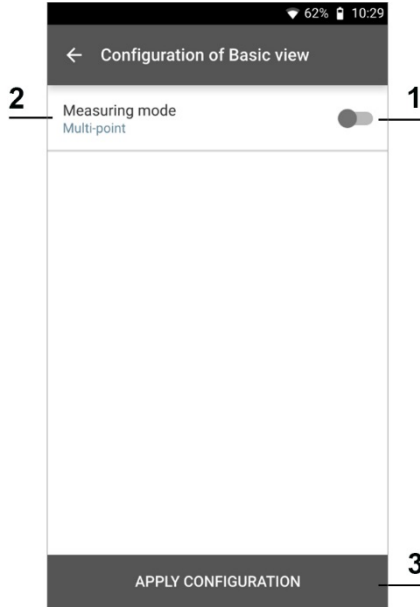 62% 10:29
Configuration of Basic view
2
Measuring mode
1
Multi-point
APPLY CONFIGURATION
3